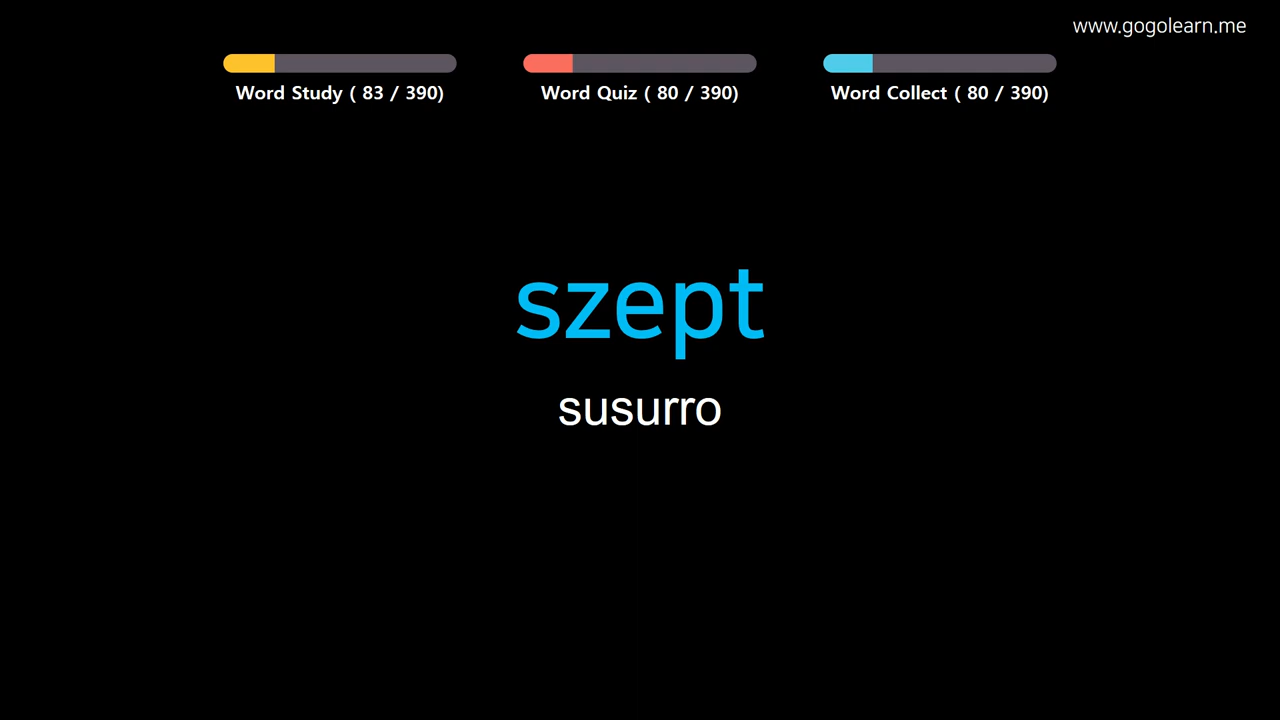 www.gogolearn.me
Word Study ( 83 / 390)
Word Quiz ( 80 / 390)
Word Collect ( 80 / 390)
szept
susurro